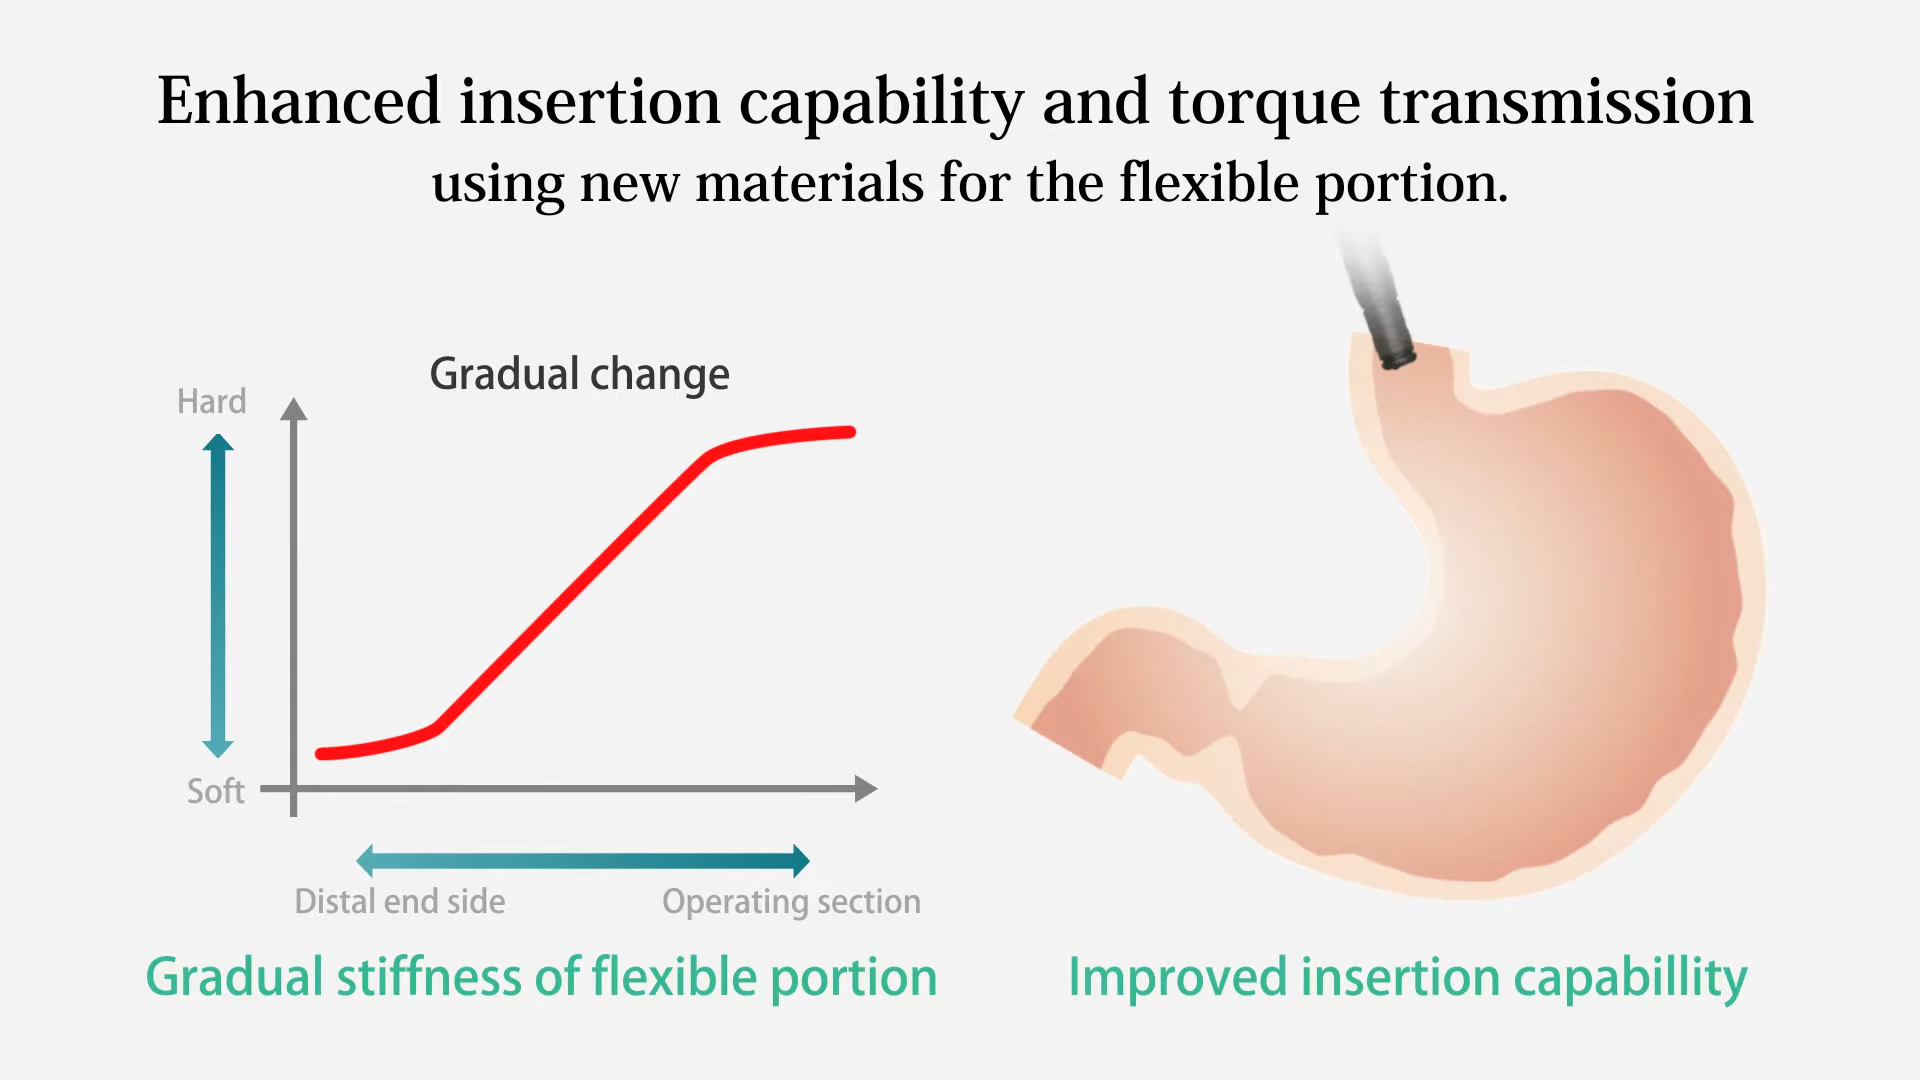 Enhanced insertion capability and torque transmission
using new materials for the flexible portion.
Gradual change
Hard
Soft
Distal end side
Operating section
Gradual stiffness of flexible portion
Improved insertion capabillity